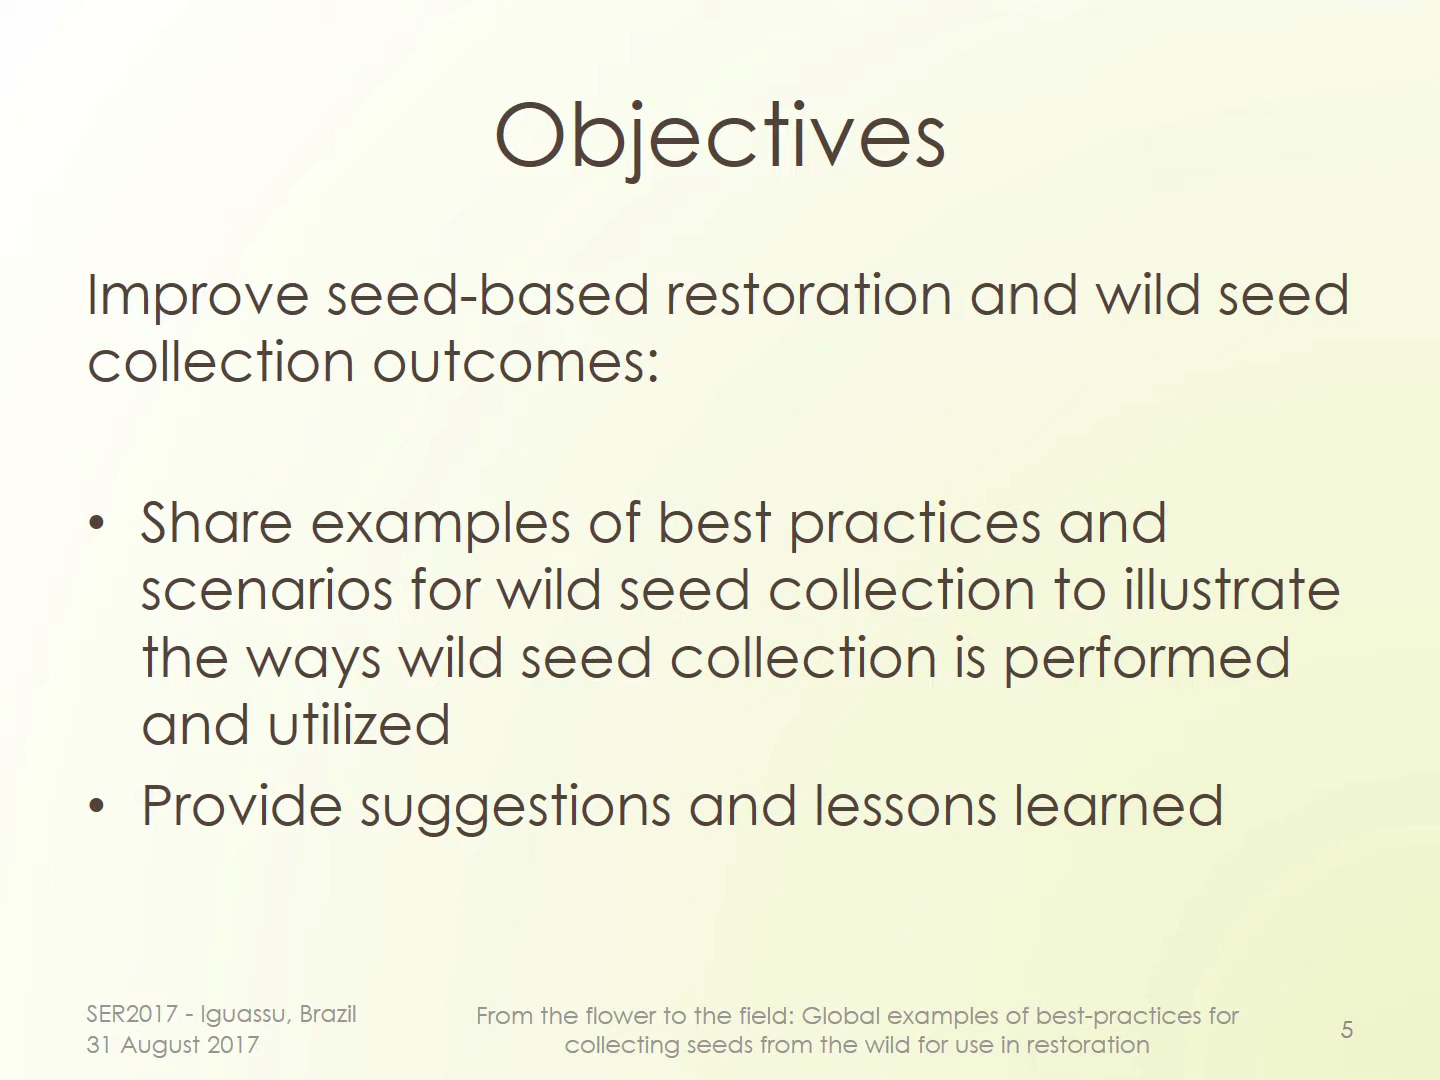 Objectives
Improve seed-based restoration and wild seed
collection outcomes:
• Share examples of best practices and
scenarios for wild seed collection to illustrate
the ways wild seed collection is performed
and utilized
• Provide suggestions and lessons learned
SER2017 - Iguassu, Brazil
31 August 2017
From the flower to the field: Global examples of best-practices for
collecting seeds from the wild for use in restoration
5